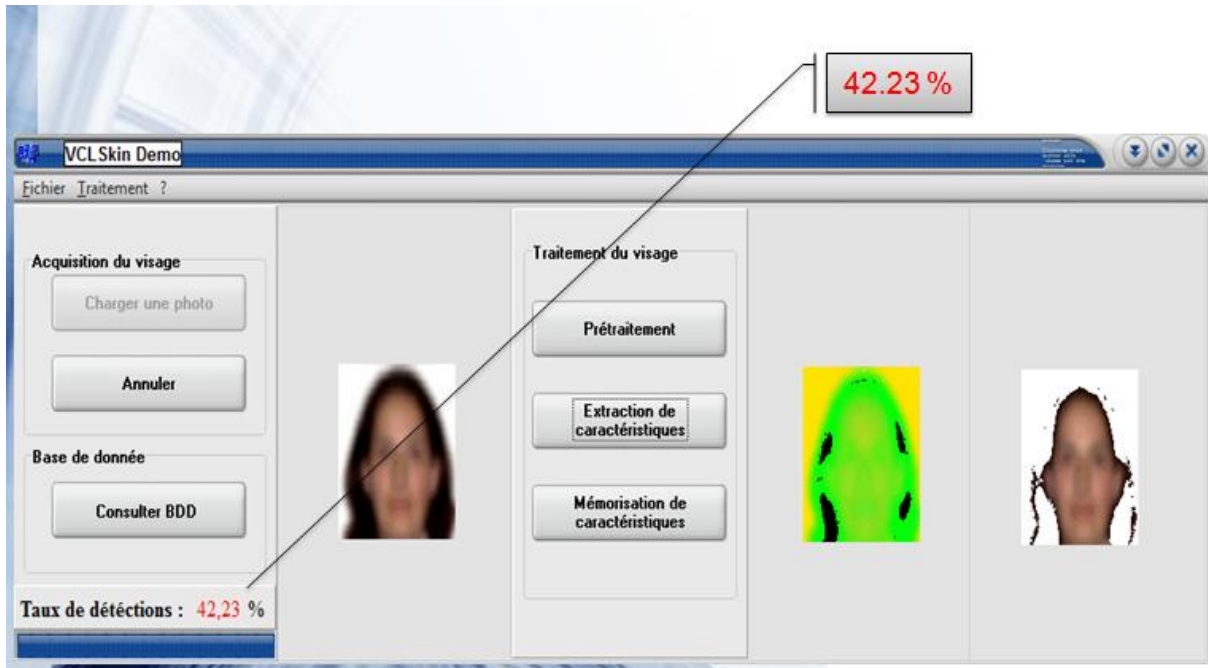 42.23 %
VCLSkin Demo
Fichier Traitement ?
Acquisition du visage
Charger une photo
Annuler
Base de donnée
Consulter BDD
Taux de détéctions : 42,23 %
Traitement du visage
Prétraitement
Extraction de
caractéristiques
Mémorisation de
caractéristiques